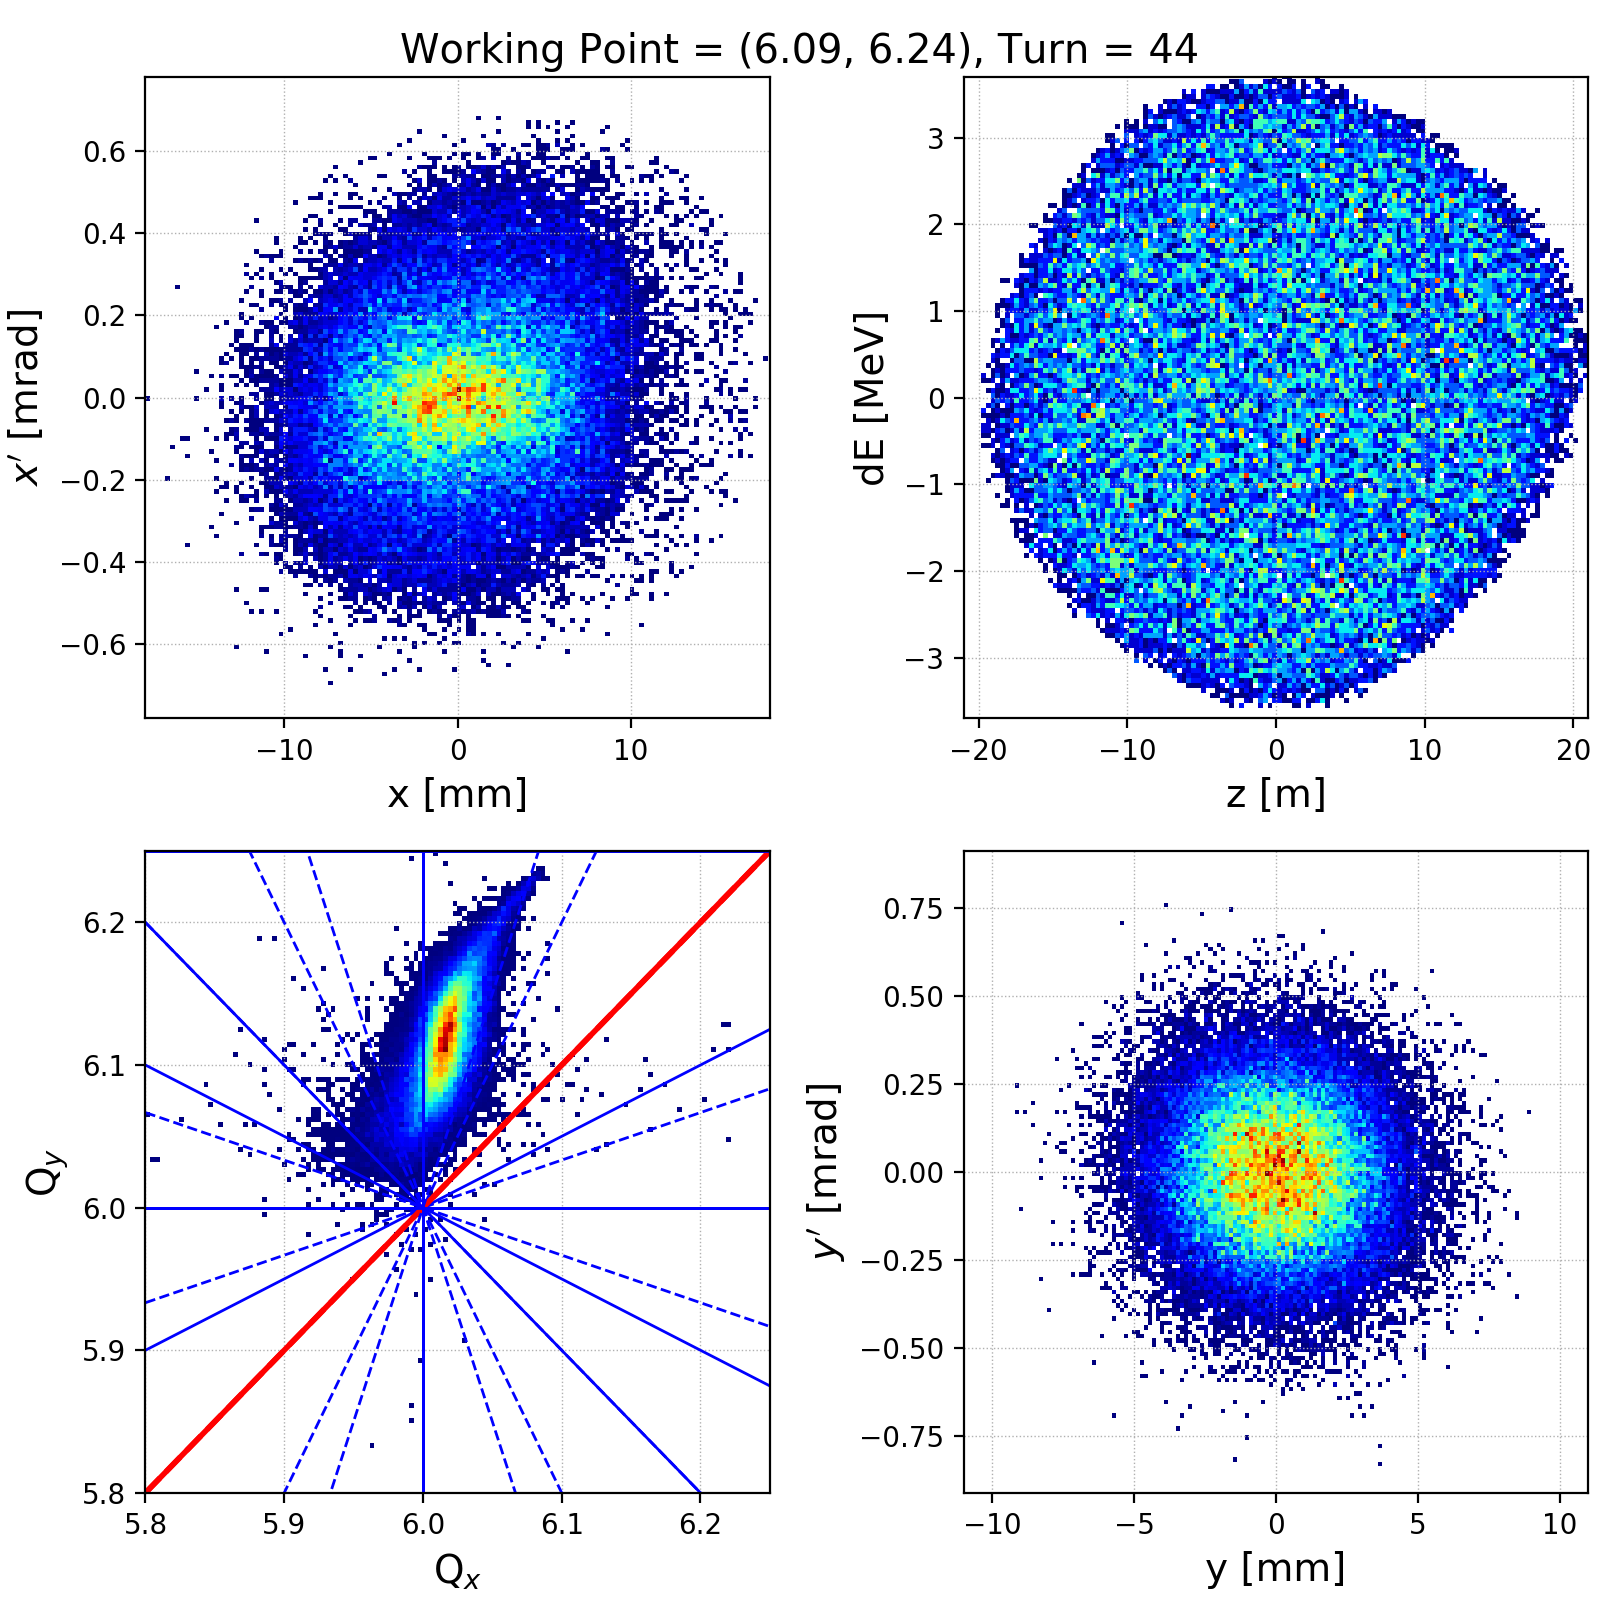 Working Point = (6.09, 6.24), Turn = 44
0.6
0.4
0.2
0.0
−0.2
−0.4
−0.6
x′ [mrad]
−10 0 10
x [mm]
3
2
1
0
−1
−2
−3
dE [MeV]
−20 −10 0 10 20
z [m]
6.2
6.1
6.0
5.9
5.8
Qy
5.8 5.9 6.0 6.1 6.2
Qx
0.75
0.50
0.25
0.00
−0.25
−0.50
−0.75
y′ [mrad]
−10 −5 0 5 10
y [mm]